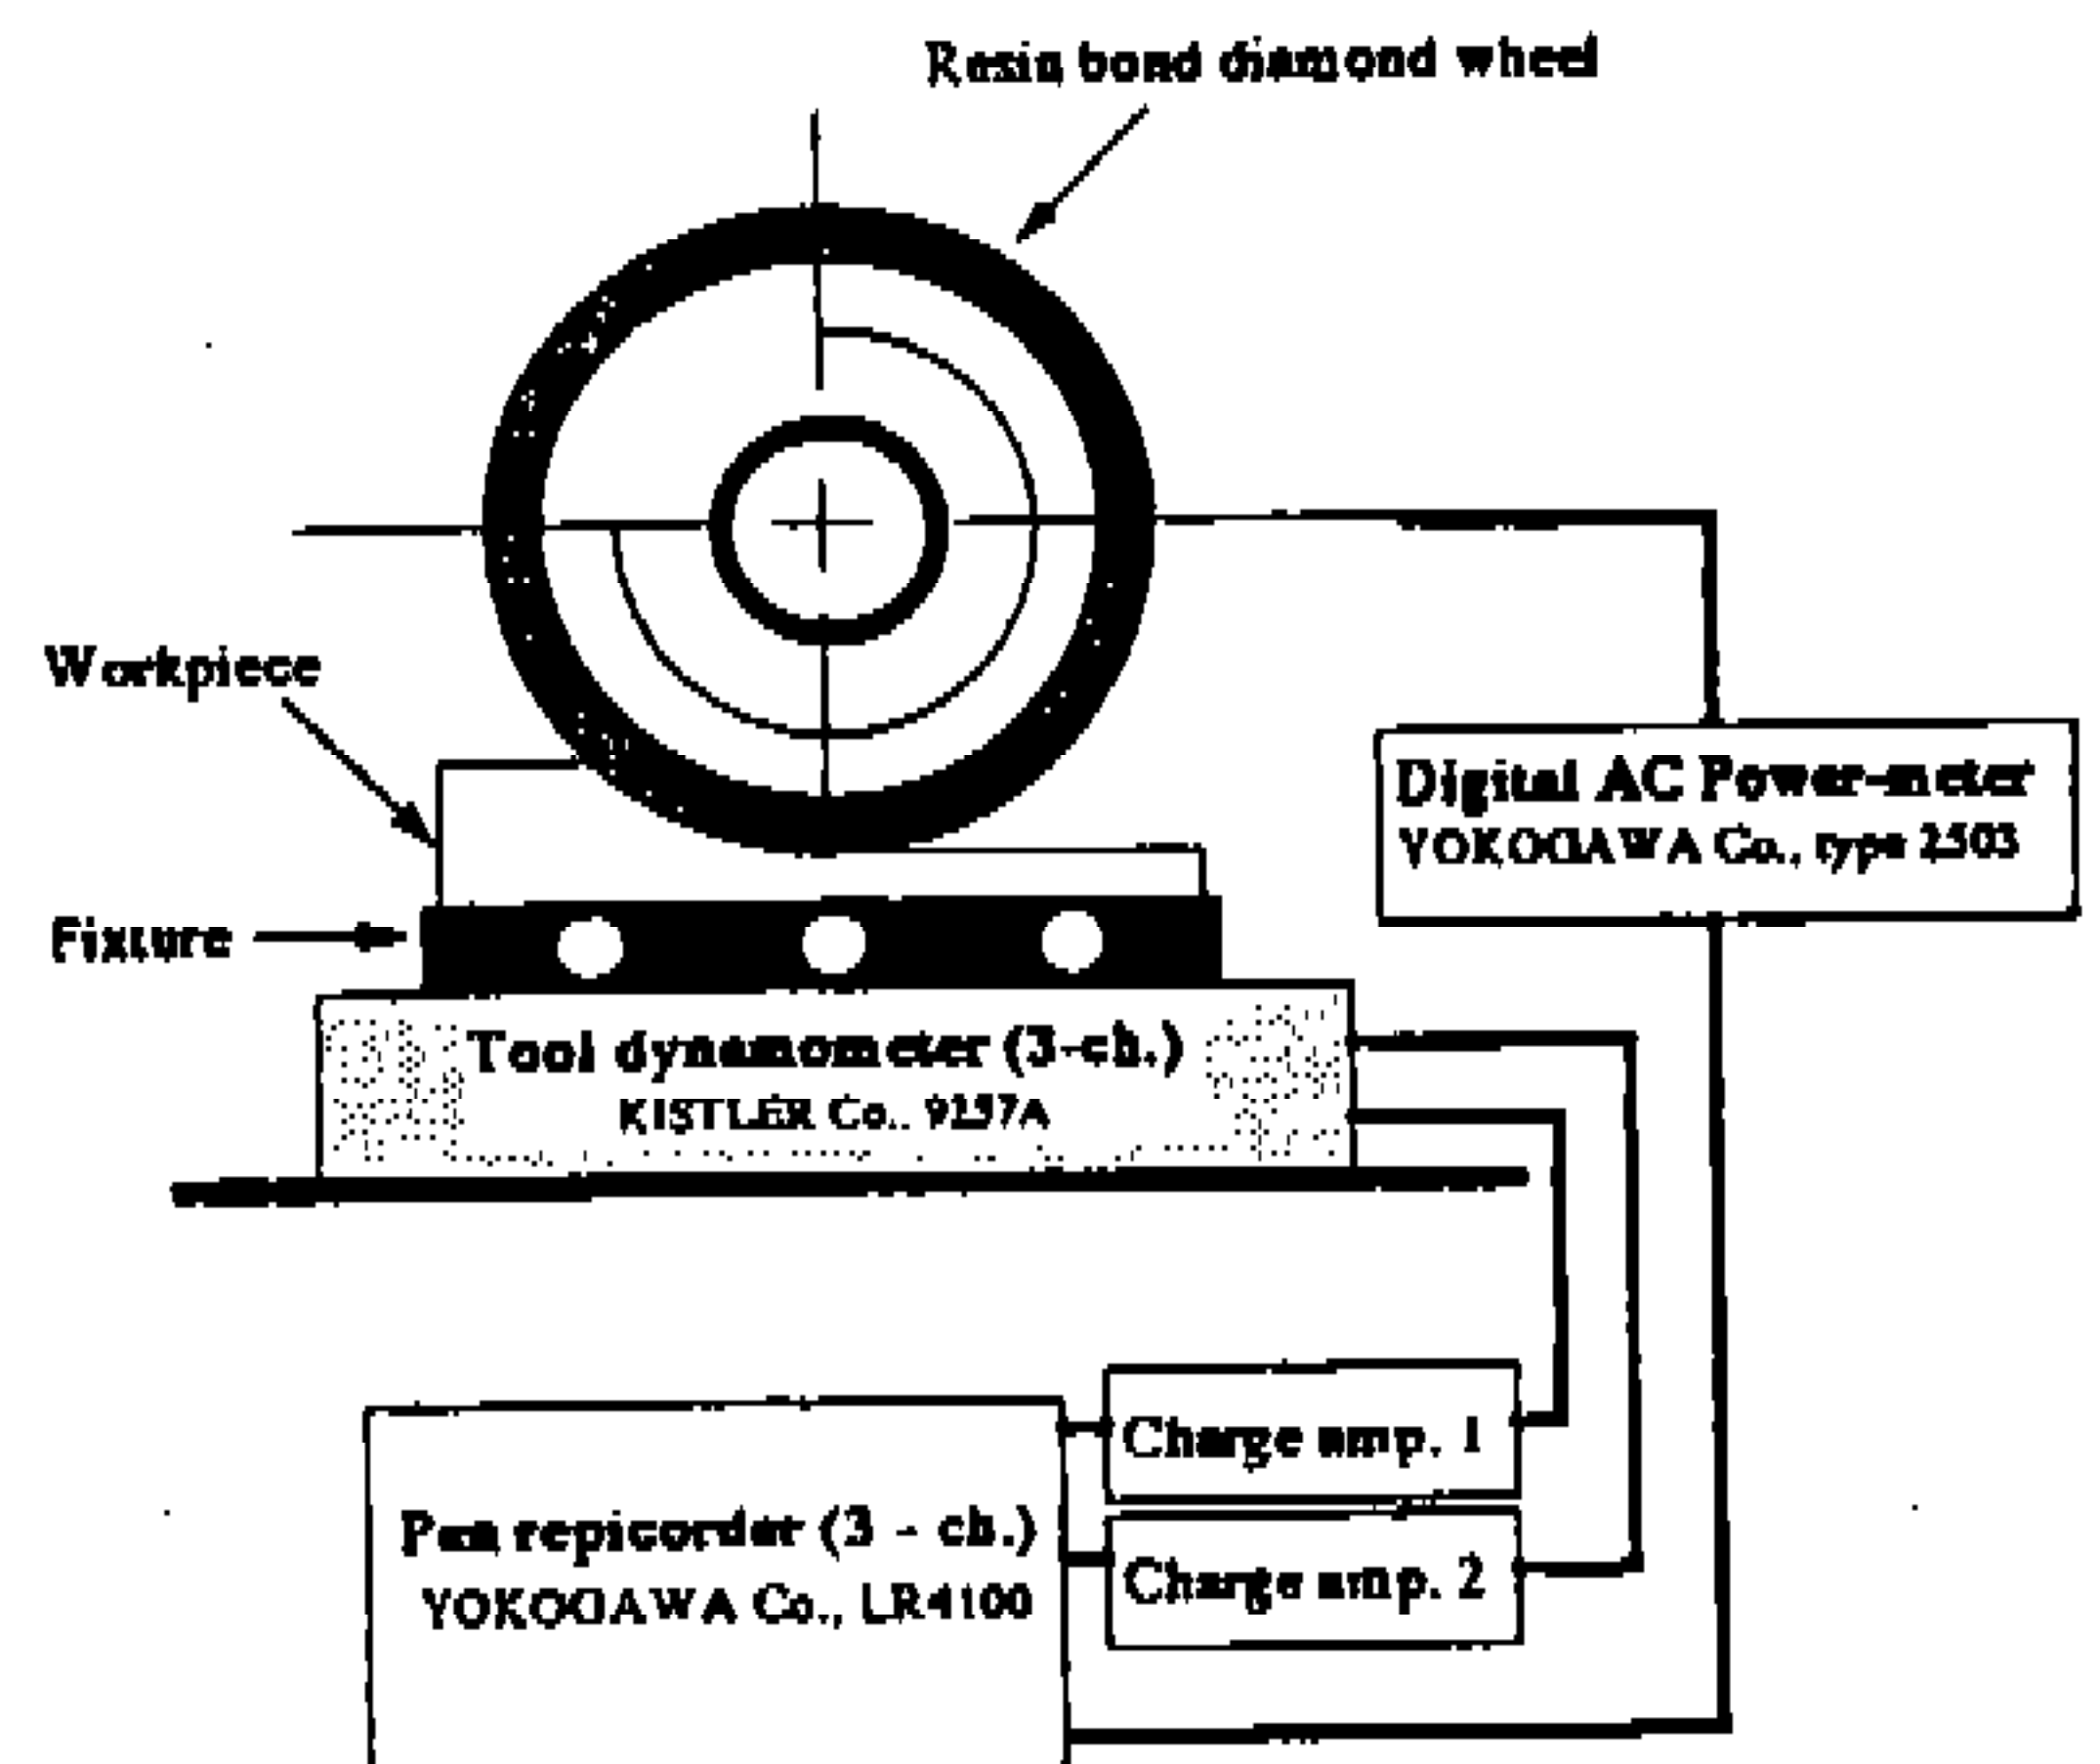 Resin bond diamond wheel
Workpiece
Digital AC Power-meter
YOKOGAWA Co., type 2503
Fixture
Tool dynamometer (3-ch.)
KISTLER Co.. 9257A
Charge amp. 1
Pen repicorder (3 - ch.)
YOKOGAWA Co., LR4100
Charge amp. 2